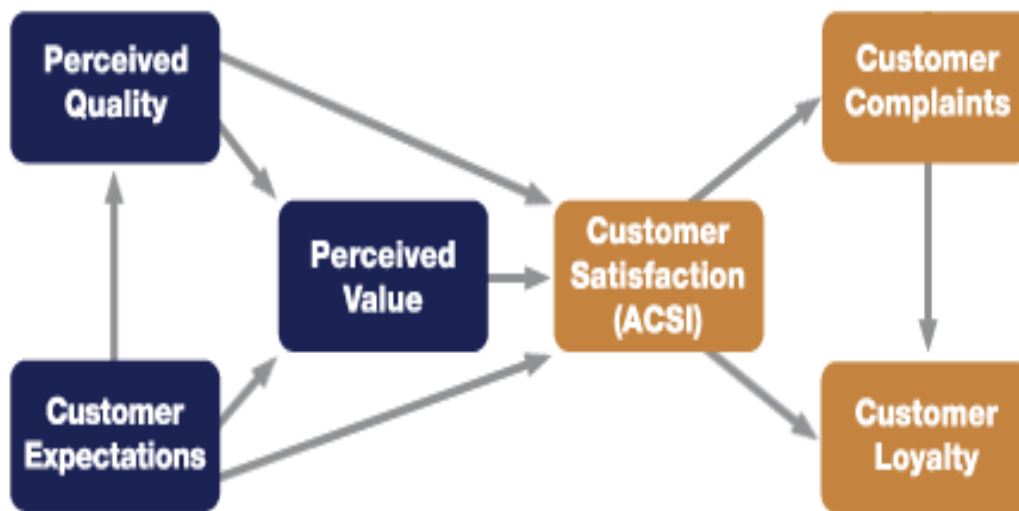 Perceived
Quality
Customer
Complaints
Perceived
Value
Customer
Satisfaction
(ACSI)
Customer
Expectations
Customer
Loyalty